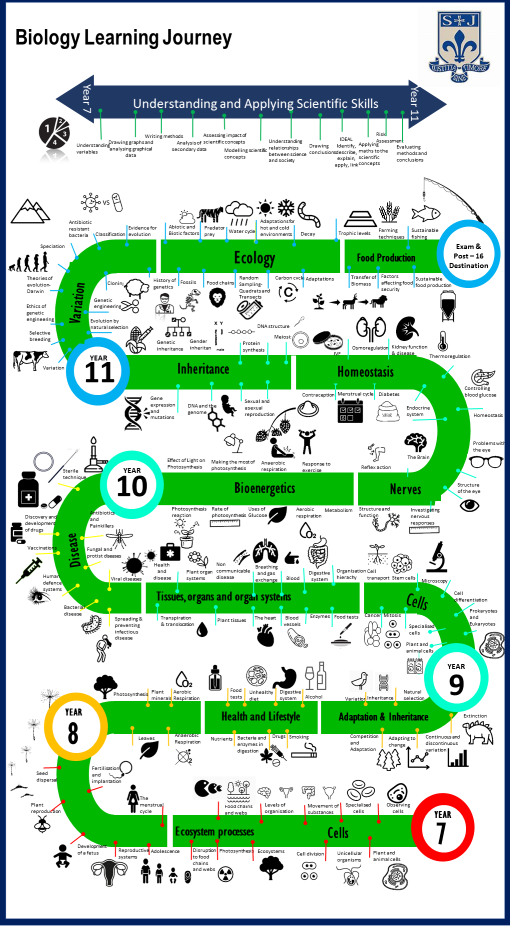 Biology Learning Journey
S J
Year 7
Understanding and Applying Scientific Skills
Year 11
Understanding
variables
Drawing graphs and
analysing graphical
data
Writing methods
Analysis of
secondary data
Assessing impact of
scientific
concepts
Modelling scientific
concepts
Understanding
relationships
between science
and society
Drawing
conclusions
IDEAL
Identify,
describe,
explain,
apply, link
Applying
maths to the
scientific
concepts
Risk
Assessment
Evaluating
methods and
conclusions
Exam &
Post – 16
Destination
VS
Antibiotic
resistant
bacteria
Classification
Evidence for
evolution
Abiotic and
Biotic factors
Predator
prey
Water cycle
Adaptations for
hot and cold
environments
Decay
Trophic levels
Farming
techniques
Sustainable
fishing
Speciation
Ecology
Food Production
Theories of
evolution-
Darwin
Cloning
History of
genetics
Fossils
Food chains
Random
Sampling-
Quadrats and
Transects
Carbon cycle
Adaptations
Transfer of
Biomass
Factors
affecting food
security
Sustainable
food production
Variation
Ethics of
genetic
engineering
Genetic
engineering
Evolution by
natural selection
Selective
breeding
Variation
Genetic
inheritance
Gender
inheritance
X Y
Protein
synthesis
DNA structure
Meiosis
IVF
Osmoregulation
Kidney function
& disease
Thermoregulation
YEAR
11
Inheritance
Homeostasis
Gene
expression
and
mutations
DNA and the
genome
Sexual and
asexual
reproduction
Contraception
Menstrual cycle
Diabetes
Endocrine
system
Controlling
blood glucose
Homeostasis
Effect of Light on
Photosynthesis
Making the most of
photosynthesis
Anaerobic
respiration
Response to
exercise
Reflex action
The Brain
Problems with
the eye
Sterile
technique
YEAR
10
Bioenergetics
Nerves
Structure of
the eye
Discovery and
development
of drugs
Antibiotics
and
Painkillers
Photosynthesis
reaction
Rate of
photosynthesis
Uses of
Glucose
Aerobic
respiration
Metabolism
Structure and
function
Investigating
nervous
responses
Disease
Vaccination
Fungal and
protist diseases
Human
defence
systems
Viral diseases
Health
and
disease
Plant organ
systems
Non
communicable
disease
Breathing and
gas
exchange
Blood
Digestive
system
Organisation
hierarchy
Cell
transport
Stem cells
Microscopy
Tissues, organs and organ systems
Cells
Bacterial
disease
Spreading &
preventing
infectious
disease
Transpiration
& translocation
Plant tissues
The heart
Blood
vessels
Enzymes
Food tests
Cancer
Mitosis
Specialised
cells
Plant and
animal cells
Cell
differentiation
Prokaryotes
and
Eukaryotes
YEAR
9
Photosynthesis
Plant
minerals
Aerobic
Respiration
Food
tests
Unhealthy
diet
Digestive
system
Alcohol
Variation
Inheritance
Natural
selection
YEAR
8
Health and Lifestyle
Adaptation & Inheritance
Extinction
Leaves
Anaerobic
Respiration
Nutrients
Bacteria and
enzymes in
digestion
Drugs
Smoking
Competition
and
Adaptation
Adapting to
change
Continuous and
discontinuous
variation
Seed
dispersal
Fertilisation
and
implantation
The
menstrual
cycle
Plant
reproduction
Food chains
and webs
Levels of
organisation
Movement of
substances
Specialised
cells
Observing
cells
Ecosystem processes
Cells
YEAR
7
Development
of a fetus
Reproductive
systems
Adolescence
Disruption
to food
chains
and webs
Photosynthesis
Ecosystems
Cell division
Unicellular
organisms
Plant and
animal cells